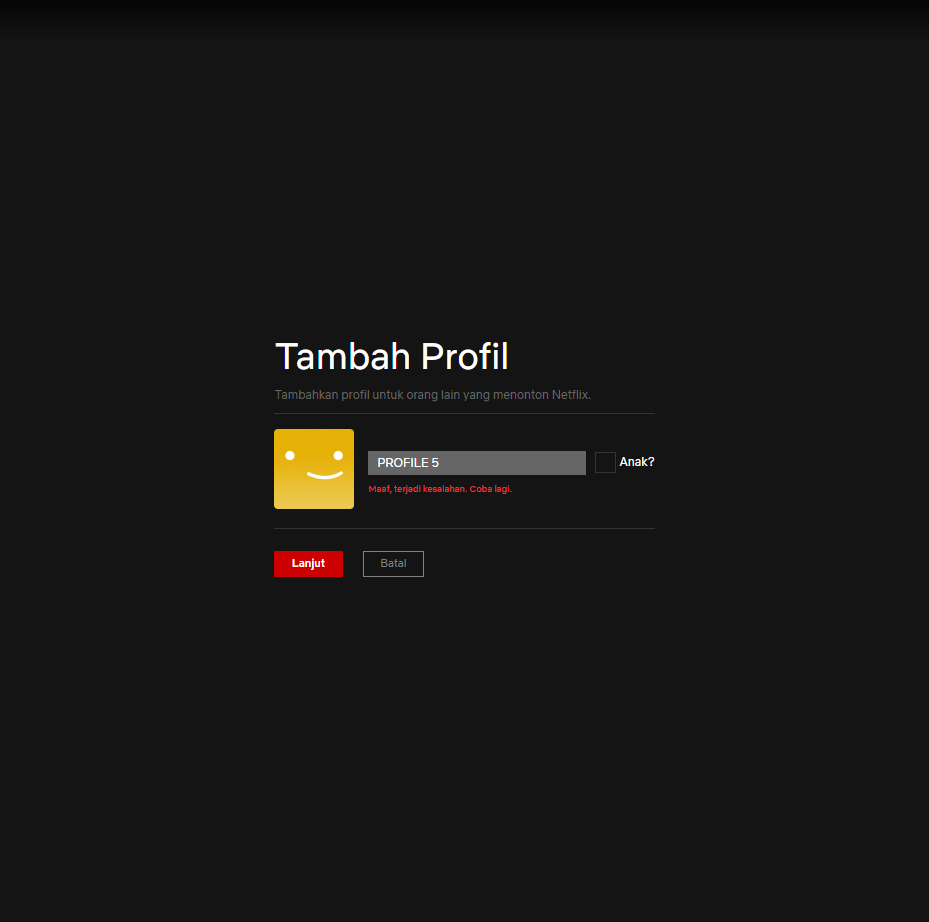 Tambah Profil
Tambahkan profil untuk orang lain yang menonton Netflix.
PROFILE 5
Anak?
Maaf, terjadi kesalahan. Coba lagi.
Lanjut
Batal